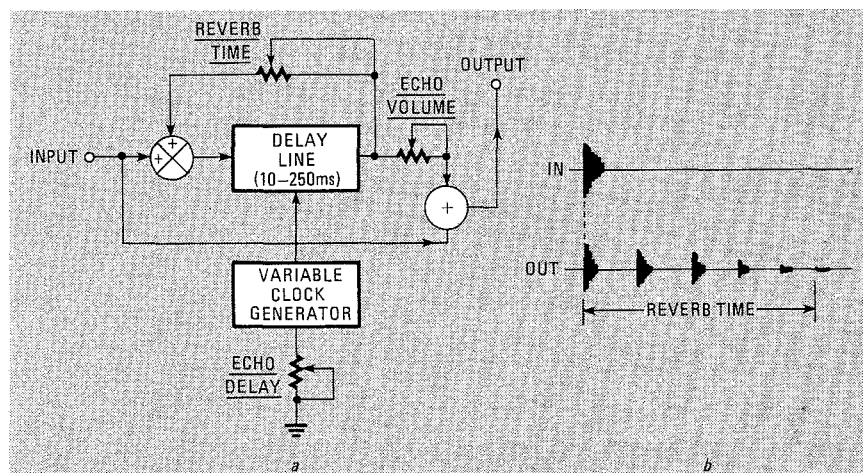 REVERB
TIME
OUTPUT
ECHO
VOLUME
INPUT
+
+
DELAY
LINE
(10–250ms)
+
VARIABLE
CLOCK
GENERATOR
ECHO
DELAY
a
IN
OUT
REVERB TIME
b